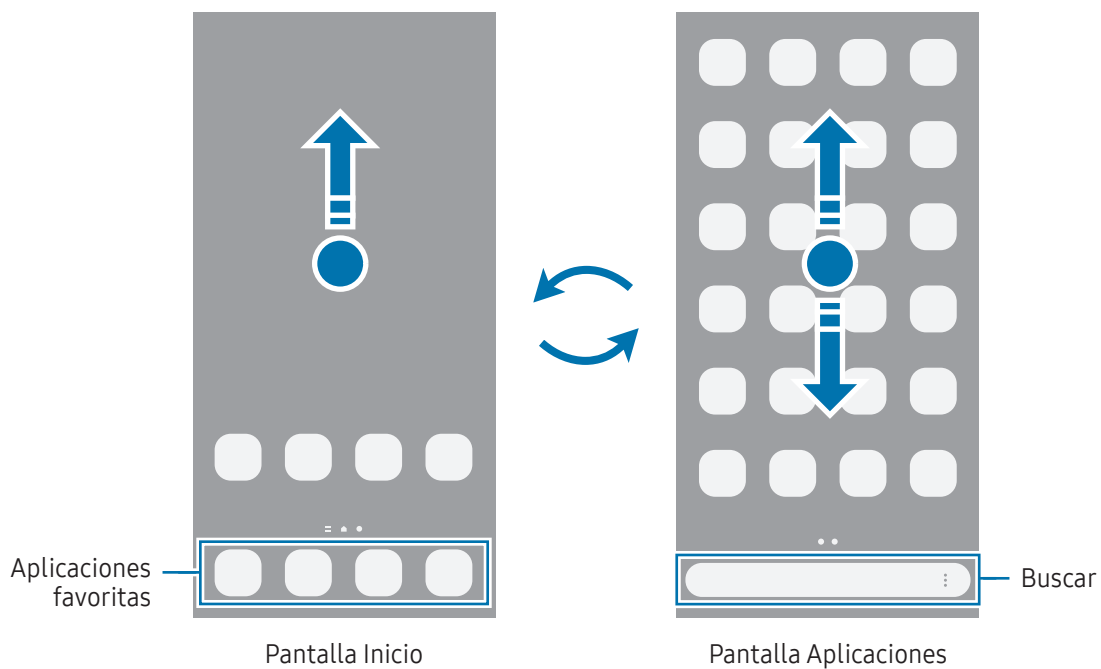 Aplicaciones
favoritas
Buscar
Pantalla Inicio
Pantalla Aplicaciones